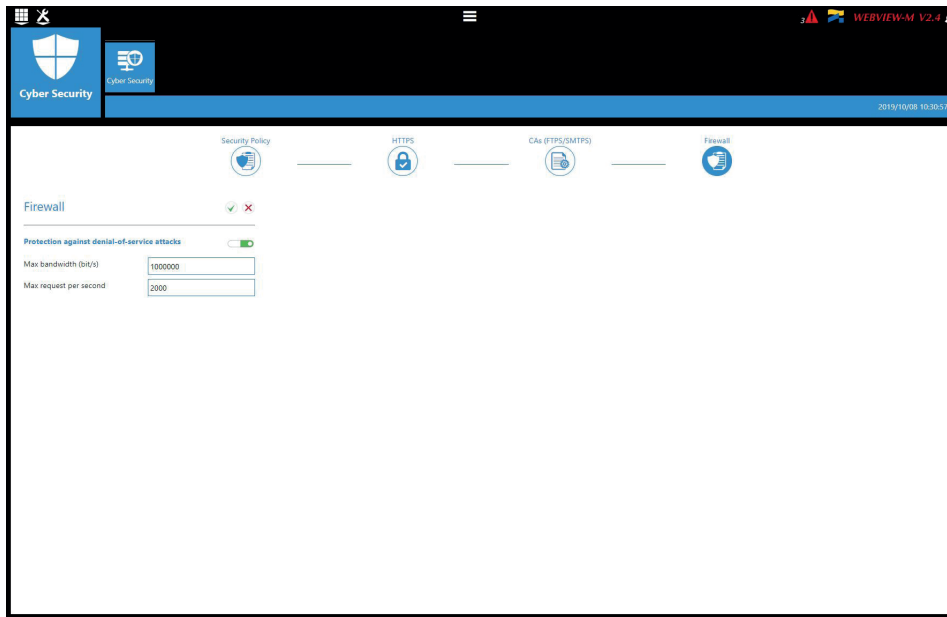 3
WEBVIEW-M V2.4
Cyber Security
Cyber Security
2019/10/08 10:30:57
Security Policy
HTTPS
CAs (FTPS/SMTPS)
Firewall
Firewall
Protection against denial-of-service attacks
Max bandwidth (bit/s)
1000000
Max request per second
2000